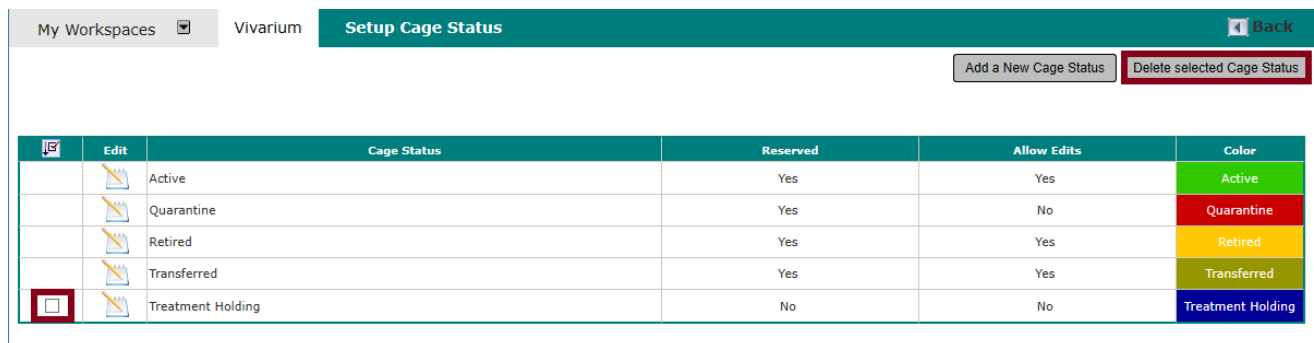 My Workspaces Vivarium Setup Cage Status Back
Add a New Cage Status Delete selected Cage Status
Edit Cage Status Reserved Allow Edits Color
Active Yes Yes Active
Quarantine Yes No Quarantine
Retired Yes Yes Retired
Transferred Yes Yes Transferred
Treatment Holding No No Treatment Holding